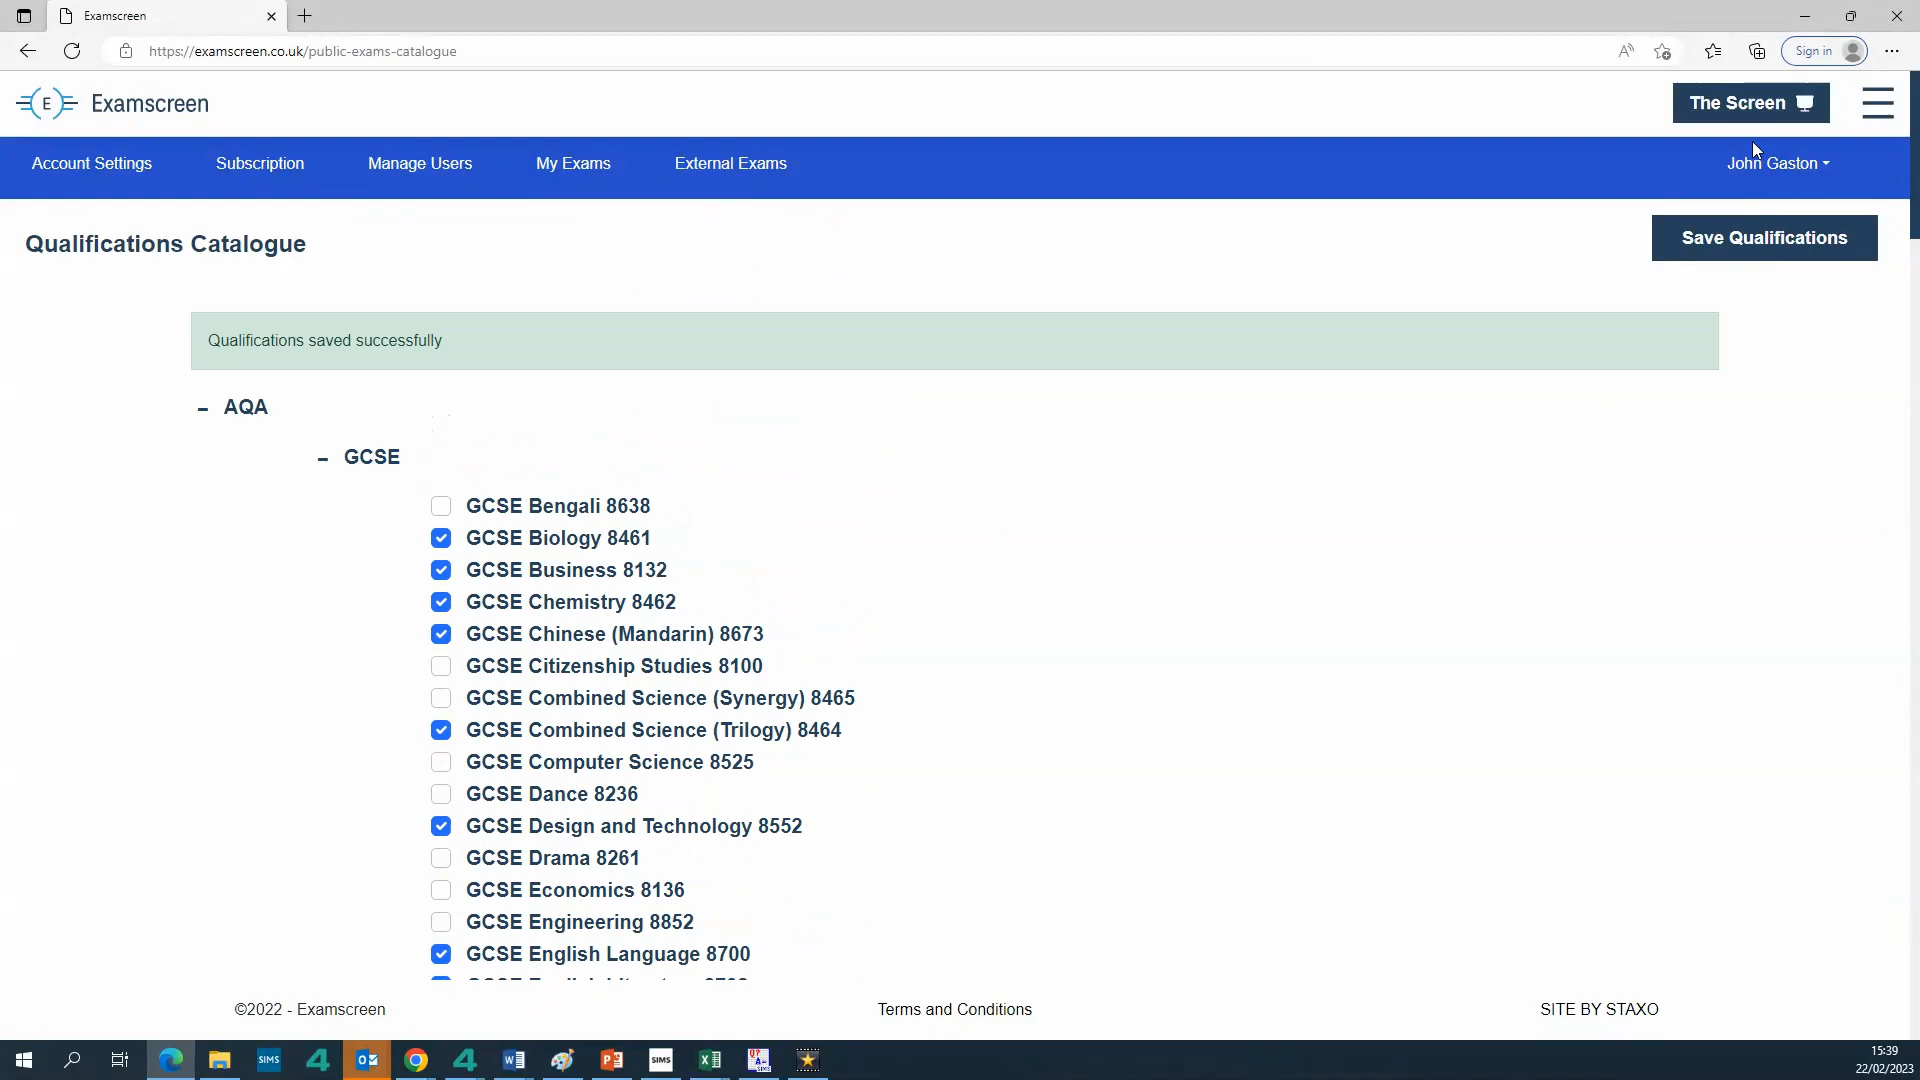 Examscreen
https://examscreen.co.uk/public-exams-catalogue
Sign in
E Examscreen
The Screen
Account Settings
Subscription
Manage Users
My Exams
External Exams
John Gaston
Qualifications Catalogue
Save Qualifications
Qualifications saved successfully
AQA
GCSE
GCSE Bengali 8638
GCSE Biology 8461
GCSE Business 8132
GCSE Chemistry 8462
GCSE Chinese (Mandarin) 8673
GCSE Citizenship Studies 8100
GCSE Combined Science (Synergy) 8465
GCSE Combined Science (Trilogy) 8464
GCSE Computer Science 8525
GCSE Dance 8236
GCSE Design and Technology 8552
GCSE Drama 8261
GCSE Economics 8136
GCSE Engineering 8852
GCSE English Language 8700
©2022 - Examscreen
Terms and Conditions
SITE BY STAXO
SIMS
SIMS
15:39
22/02/2023